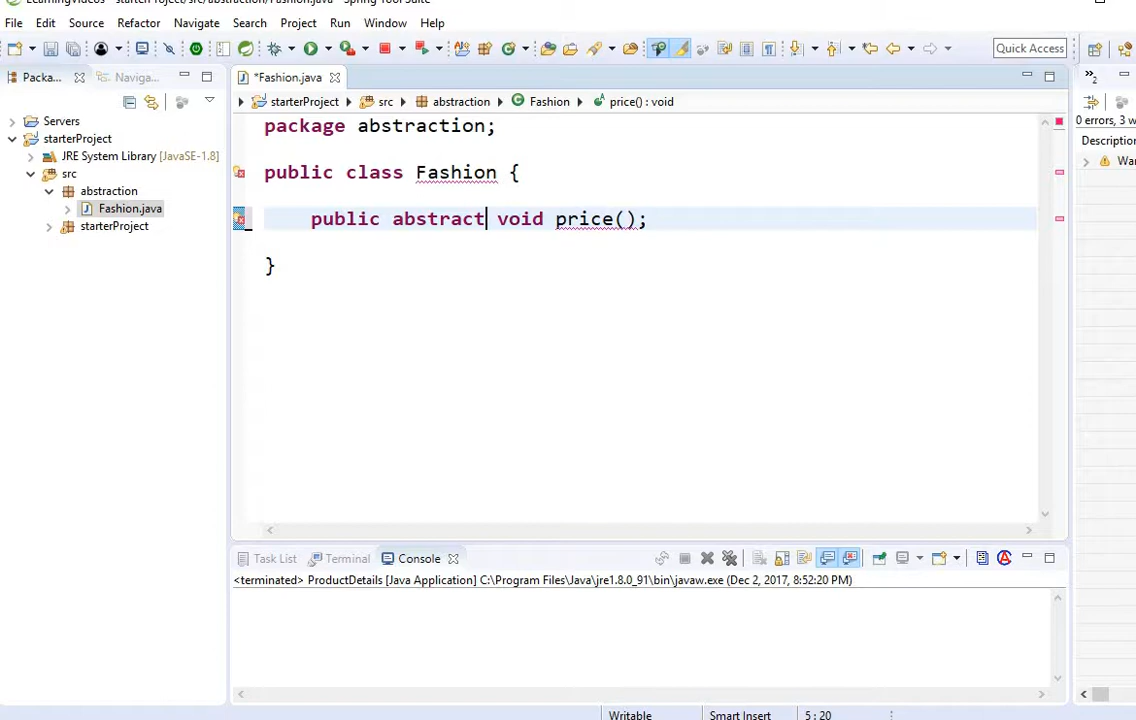 File Edit Source Refactor Navigate Search Project Run Window Help
Quick Access
Packa... Naviga...
*Fashion.java
2
starterProject src abstraction Fashion price() : void
Servers
starterProject
JRE System Library [JavaSE-1.8]
src
abstraction
Fashion.java
starterProject
package abstraction;
public class Fashion {
public abstract void price();
}
0 errors, 3 w
Description
War
Task List Terminal Console
<terminated> ProductDetails [Java Application] C:\Program Files\Java\jre1.8.0_91\bin\javaw.exe (Dec 2, 2017, 8:52:20 PM)
Writable Smart Insert 5 : 20